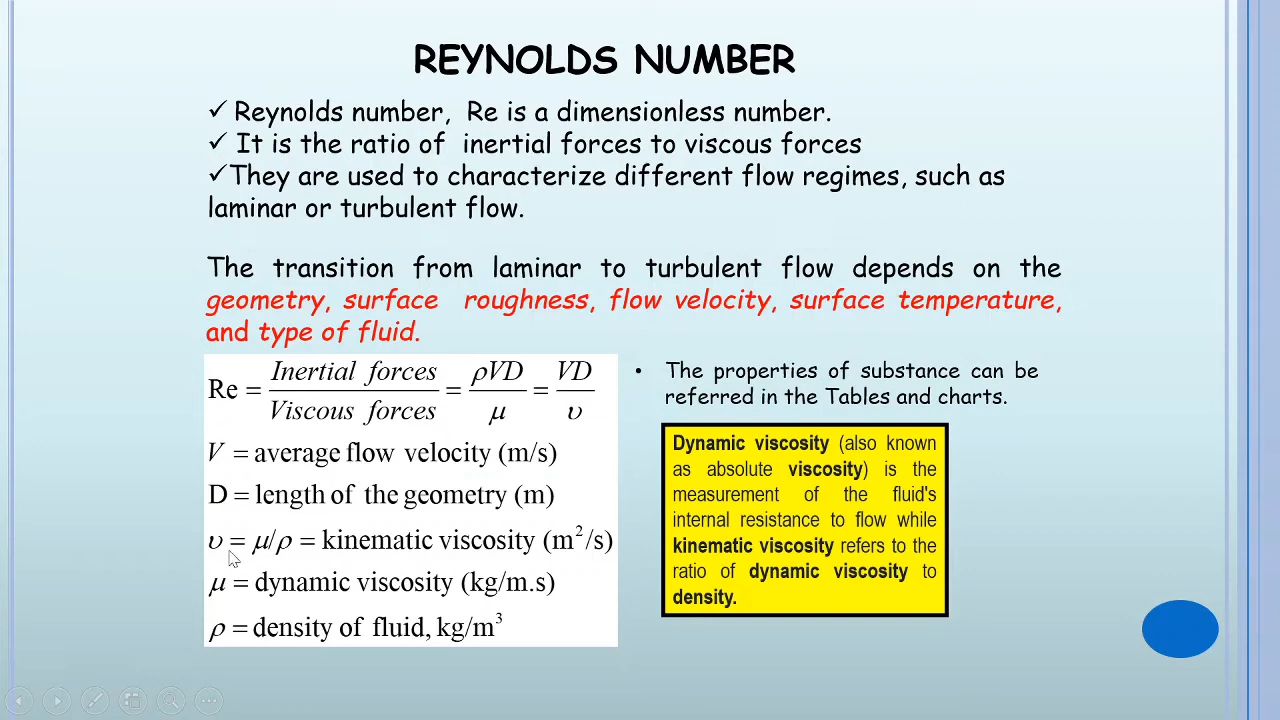 REYNOLDS NUMBER
✓ Reynolds number, Re is a dimensionless number.
✓ It is the ratio of inertial forces to viscous forces
✓They are used to characterize different flow regimes, such as
laminar or turbulent flow.
The transition from laminar to turbulent flow depends on the
geometry, surface roughness, flow velocity, surface temperature,
and type of fluid.
Re = Inertial forces / Viscous forces = ρVD / μ = VD / υ
V = average flow velocity (m/s)
D = length of the geometry (m)
υ = μ/ρ = kinematic viscosity (m²/s)
μ = dynamic viscosity (kg/m.s)
ρ = density of fluid, kg/m³
• The properties of substance can be
referred in the Tables and charts.
Dynamic viscosity (also known
as absolute viscosity) is the
measurement of the fluid's
internal resistance to flow while
kinematic viscosity refers to the
ratio of dynamic viscosity to
density.